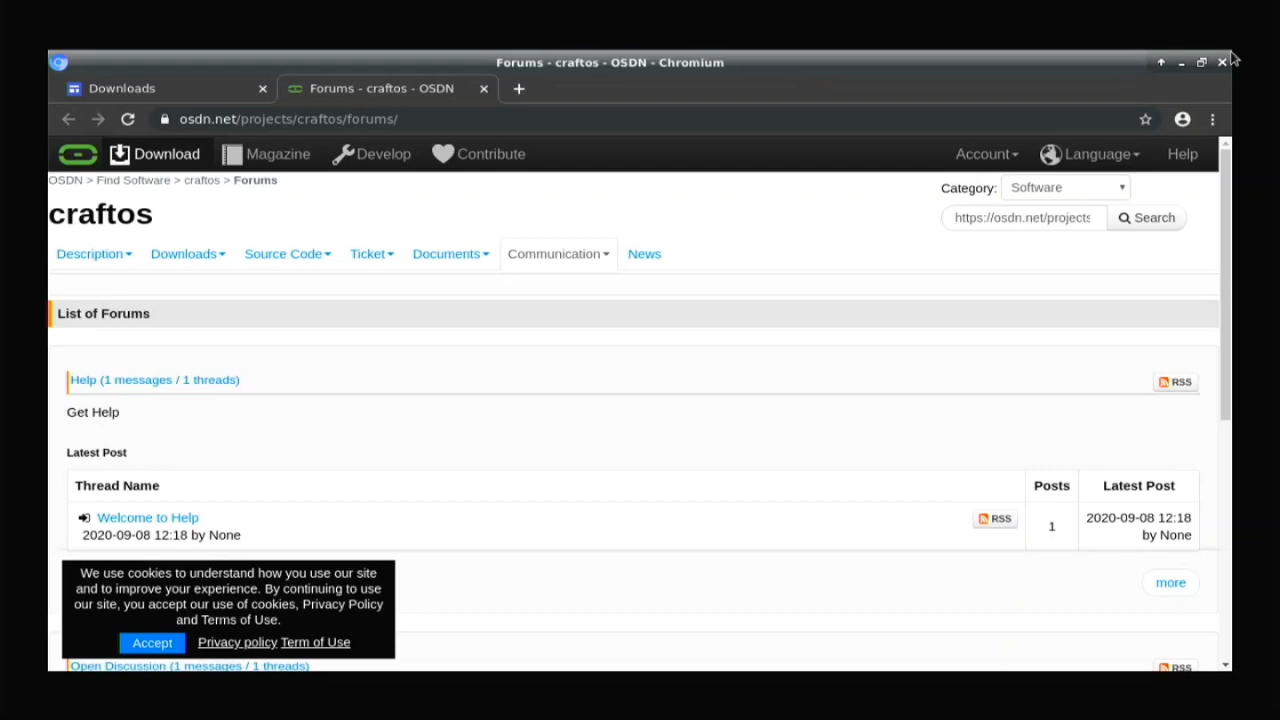 Forums - craftos - OSDN - Chromium
Downloads
Forums - craftos - OSDN
osdn.net/projects/craftos/forums/
Download Magazine Develop Contribute Account Language Help
OSDN > Find Software > craftos > Forums
Category: Software
craftos
https://osdn.net/projects Search
Description Downloads Source Code Ticket Documents Communication News
List of Forums
Help (1 messages / 1 threads) RSS
Get Help
Latest Post
Thread Name Posts Latest Post
Welcome to Help RSS 1 2020-09-08 12:18
2020-09-08 12:18 by None by None
We use cookies to understand how you use our site
and to improve your experience. By continuing to use
our site, you accept our use of cookies, Privacy Policy
and Terms of Use.
more
Accept Privacy policy Term of Use
Open Discussion (1 messages / 1 threads) RSS